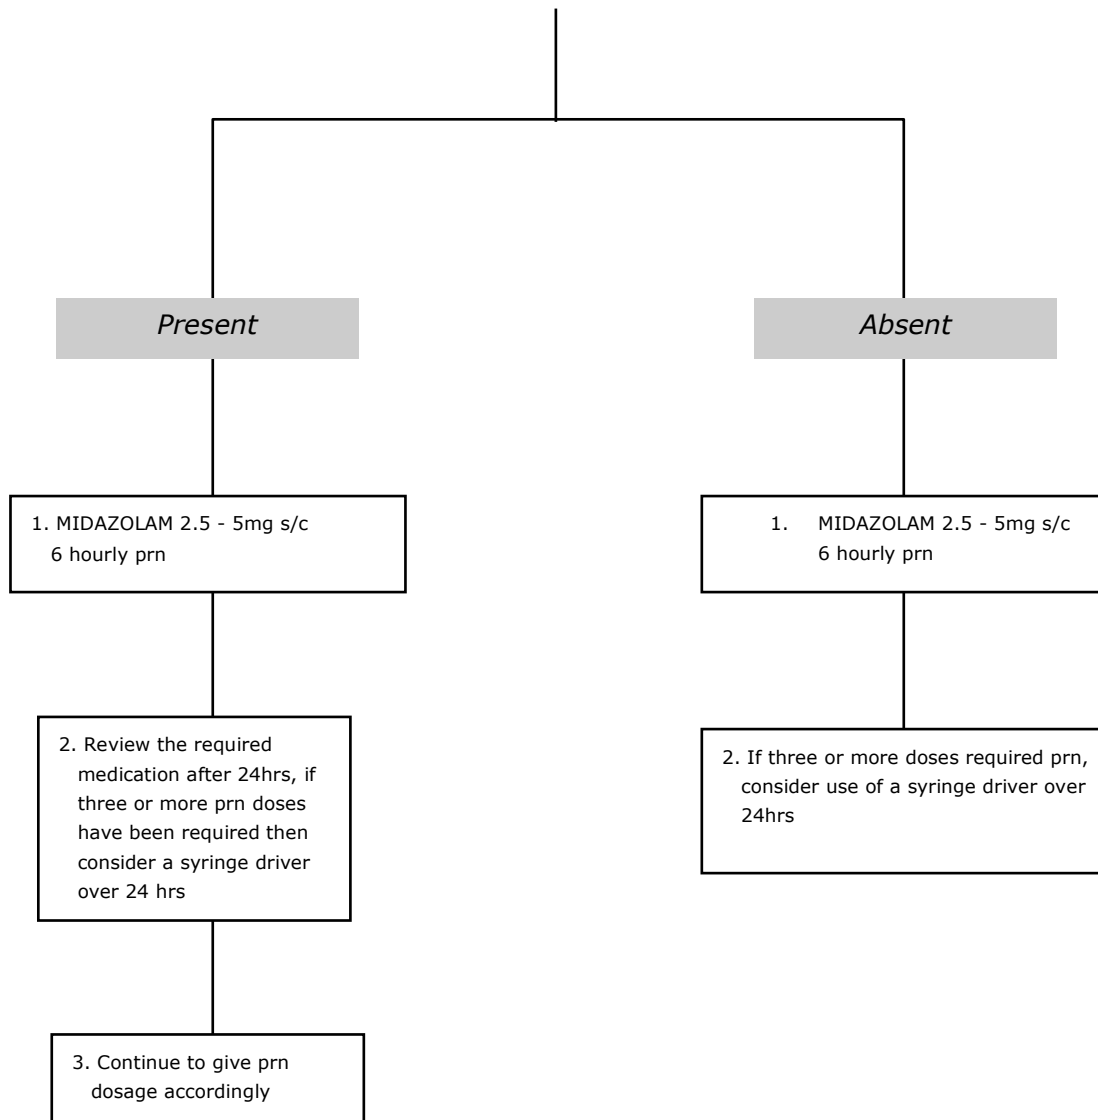 Present
Absent
1. MIDAZOLAM 2.5 - 5mg s/c
6 hourly prn
1. MIDAZOLAM 2.5 - 5mg s/c
6 hourly prn
2. Review the required
medication after 24hrs, if
three or more prn doses
have been required then
consider a syringe driver
over 24 hrs
2. If three or more doses required prn,
consider use of a syringe driver over
24hrs
3. Continue to give prn
dosage accordingly